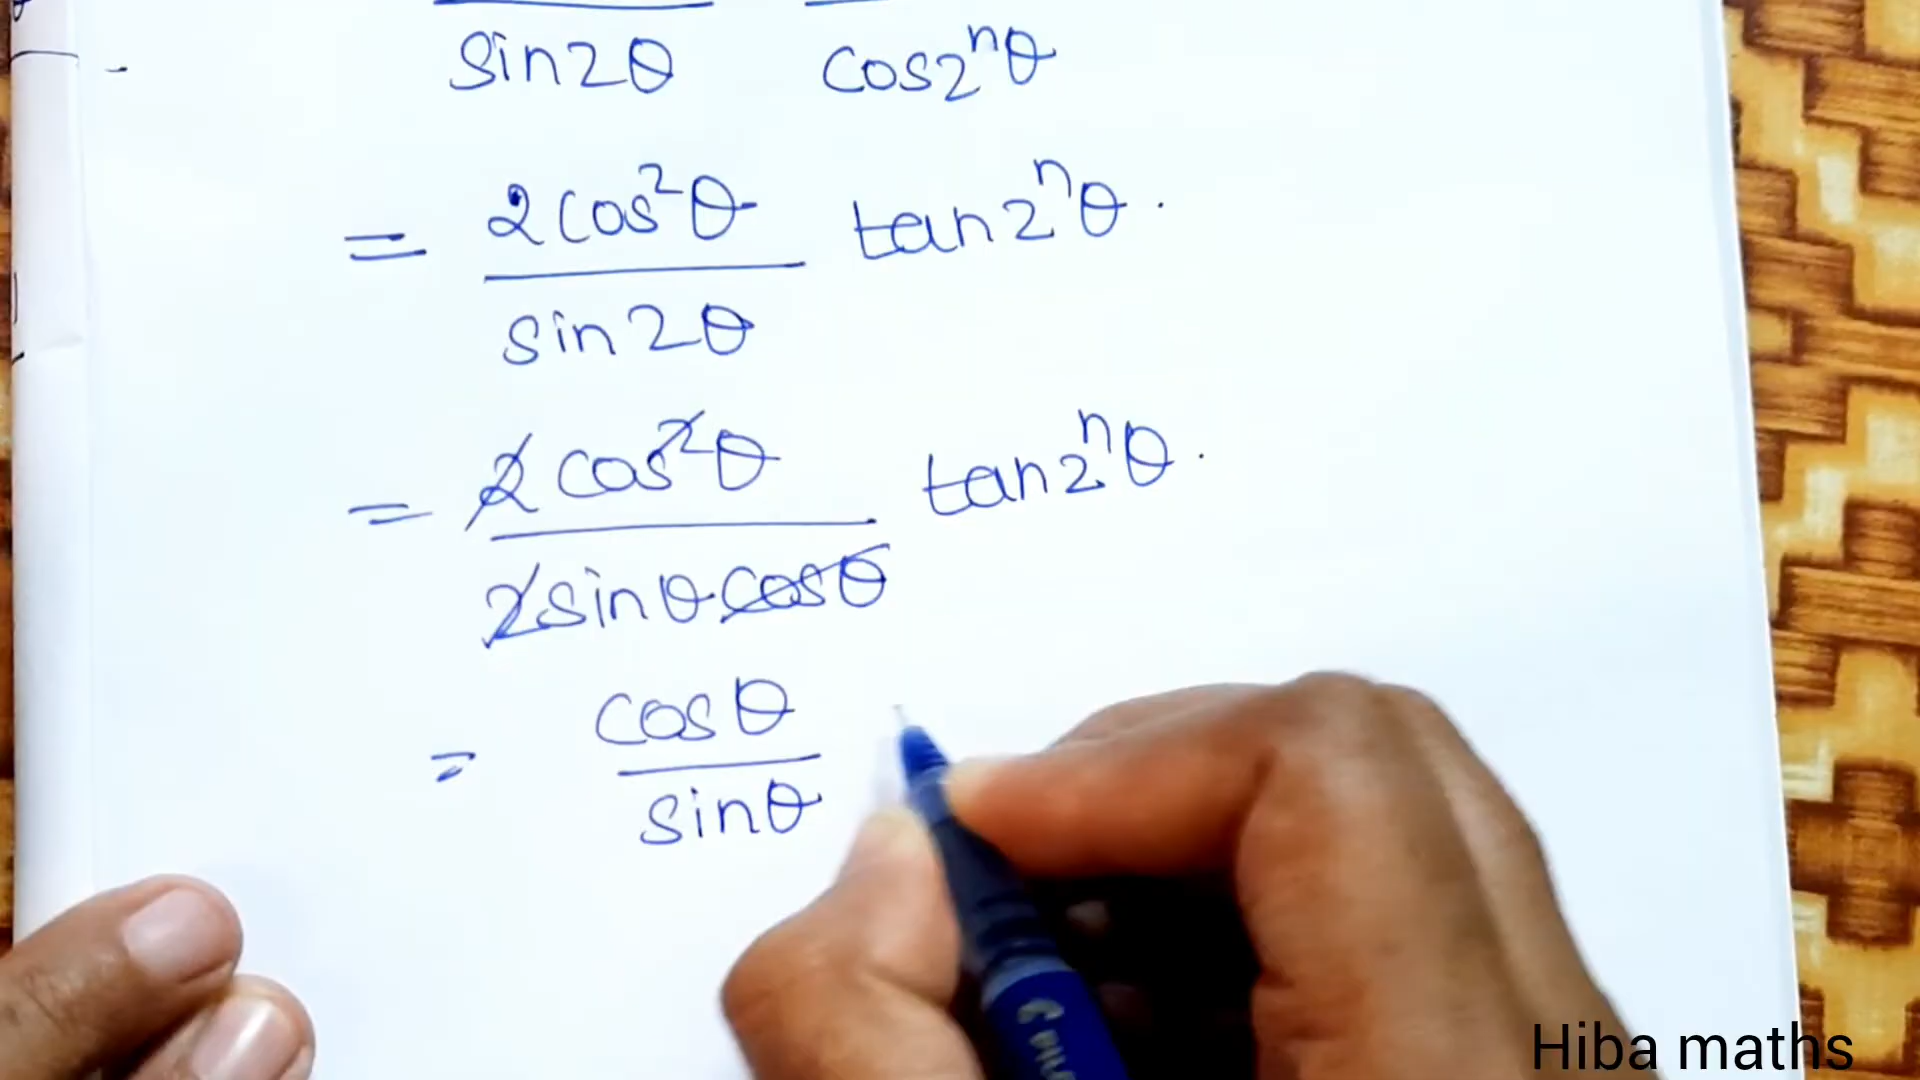 sin2θ cos2ⁿθ
= 2cos²θ / sin2θ tan2ⁿθ.
= 2cos²θ / 2sinθcosθ tan2ⁿθ.
= cosθ / sinθ
Hiba maths